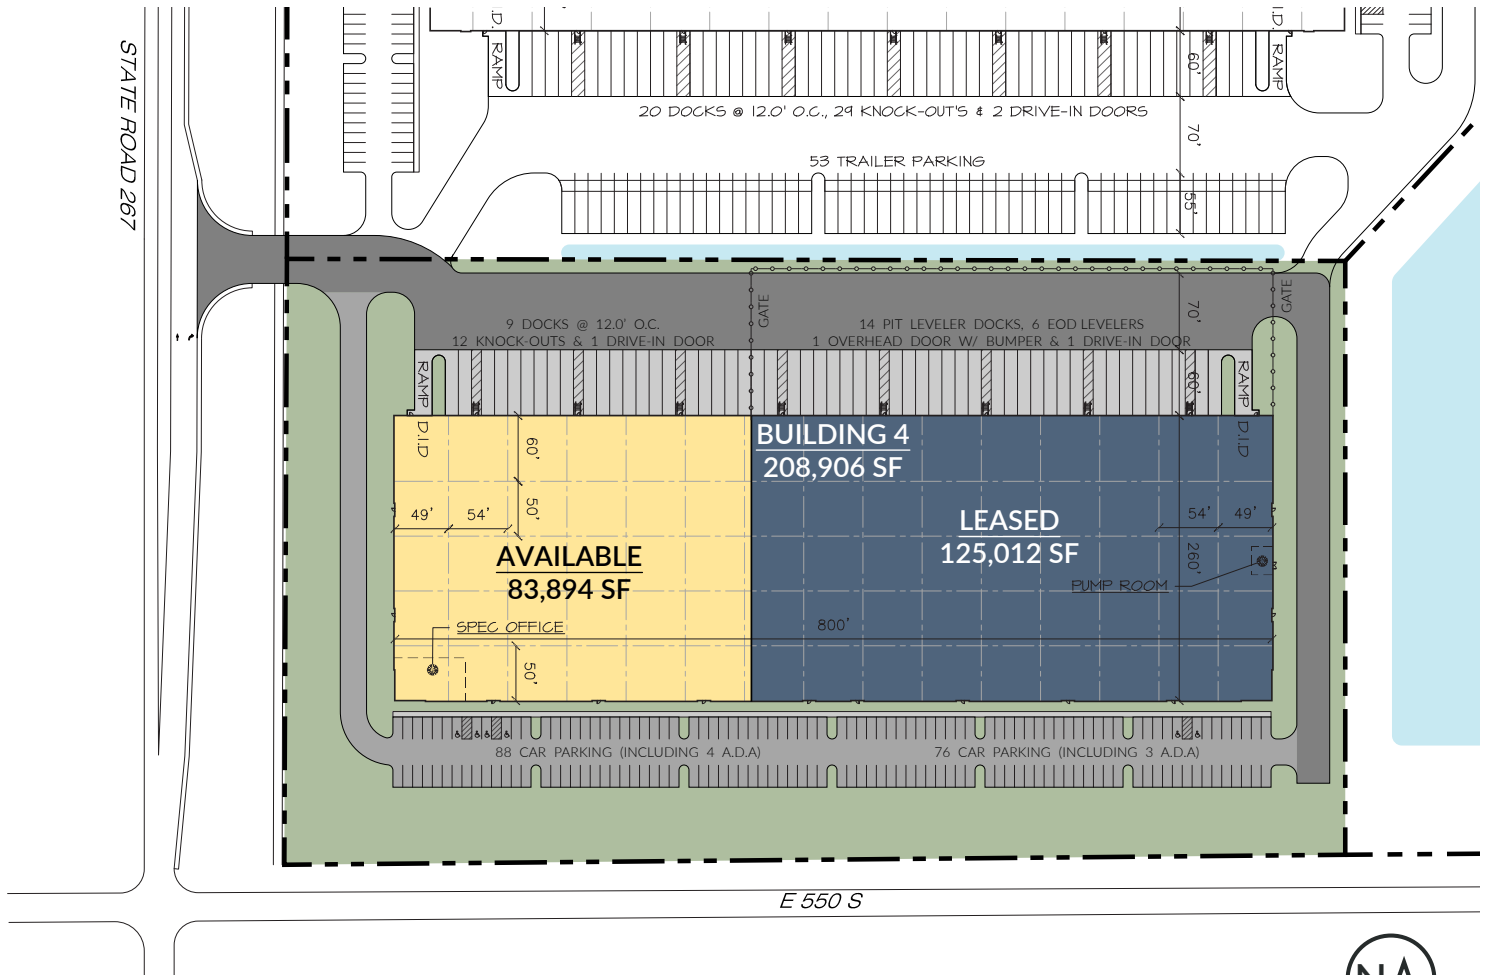 I.D.
RAMP
I.D
RAMP
60'
20 DOCKS @ 12.0' O.C., 29 KNOCK-OUT'S & 2 DRIVE-IN DOORS
70'
53 TRAILER PARKING
55'
STATE ROAD 267
GATE
GATE
70'
9 DOCKS @ 12.0' O.C.
12 KNOCK-OUTS & 1 DRIVE-IN DOOR
14 PIT LEVELER DOCKS, 6 EOD LEVELERS
1 OVERHEAD DOOR W/ BUMPER & 1 DRIVE-IN DOOR
60'
RAMP
D.I.D
RAMP
D.I.D
BUILDING 4
208,906 SF
60'
50'
49'
54'
54'
49'
LEASED
125,012 SF
AVAILABLE
83,894 SF
260'
PUMP ROOM
SPEC OFFICE
800'
50'
88 CAR PARKING (INCLUDING 4 A.D.A)
76 CAR PARKING (INCLUDING 3 A.D.A)
E 550 S